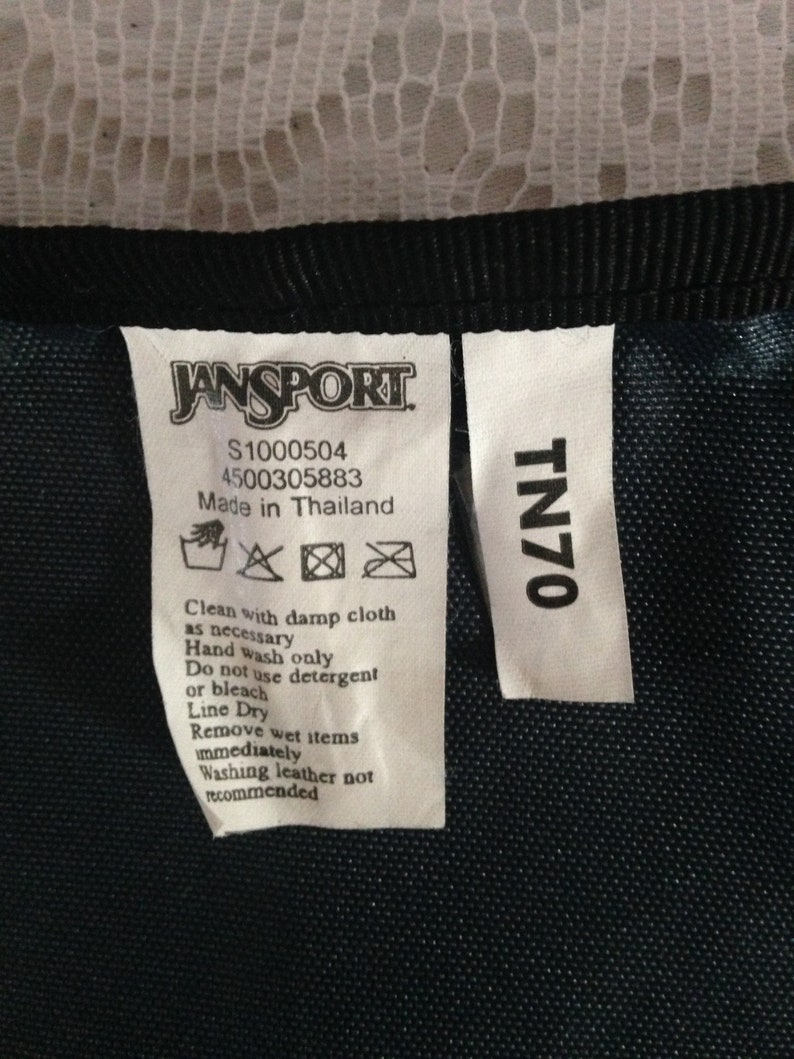 JANSPORT
S1000504
4500305883
Made in Thailand
Clean with damp cloth
as necessary
Hand wash only
Do not use detergent
or bleach
Line Dry
Remove wet items
immediately
Washing leather not
recommended
TN70